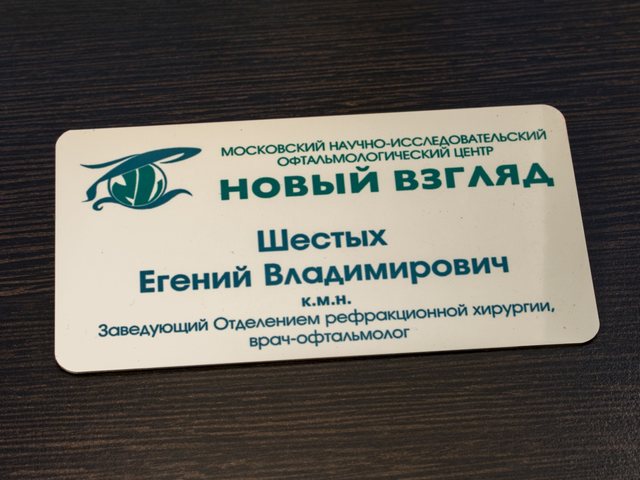 МОСКОВСКИЙ НАУЧНО-ИССЛЕДОВАТЕЛЬСКИЙ
ОФТАЛЬМОЛОГИЧЕСКИЙ ЦЕНТР
НОВЫЙ ВЗГЛЯД
Шестых
Егений Владимирович
к.м.н.
Заведующий Отделением рефракционной хирургии,
врач-офтальмолог